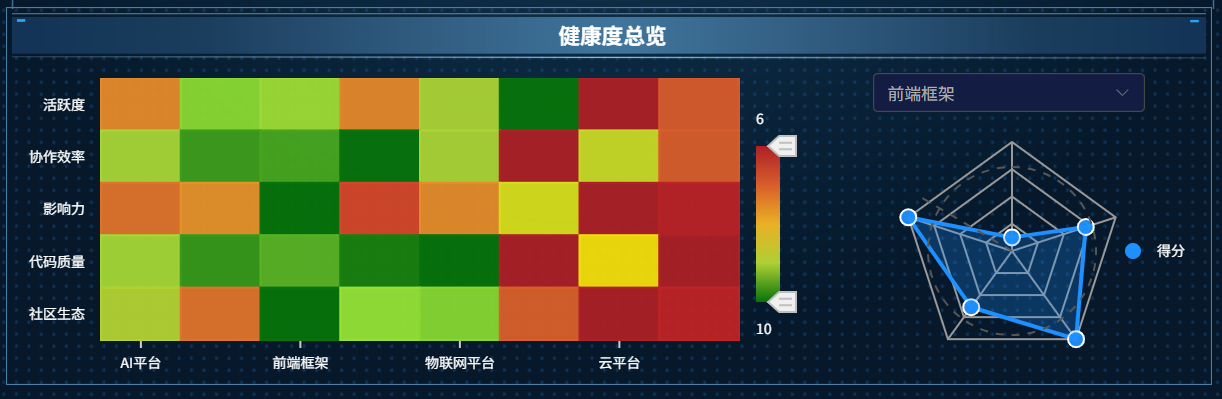 健康度总览
活跃度
协作效率
影响力
代码质量
社区生态
AI平台
前端框架
物联网平台
云平台
6
10
前端框架
得分